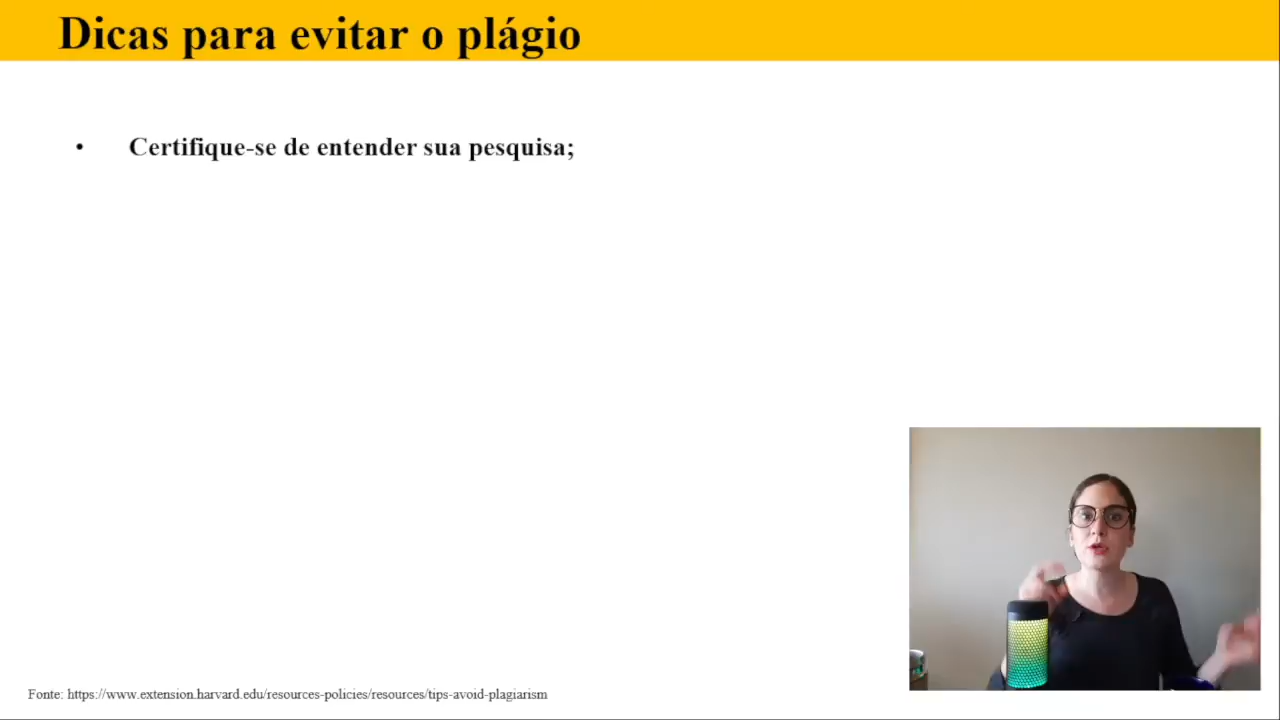 Dicas para evitar o plágio
• Certifique-se de entender sua pesquisa;
Fonte: https://www.extension.harvard.edu/resources-policies/resources/tips-avoid-plagiarism